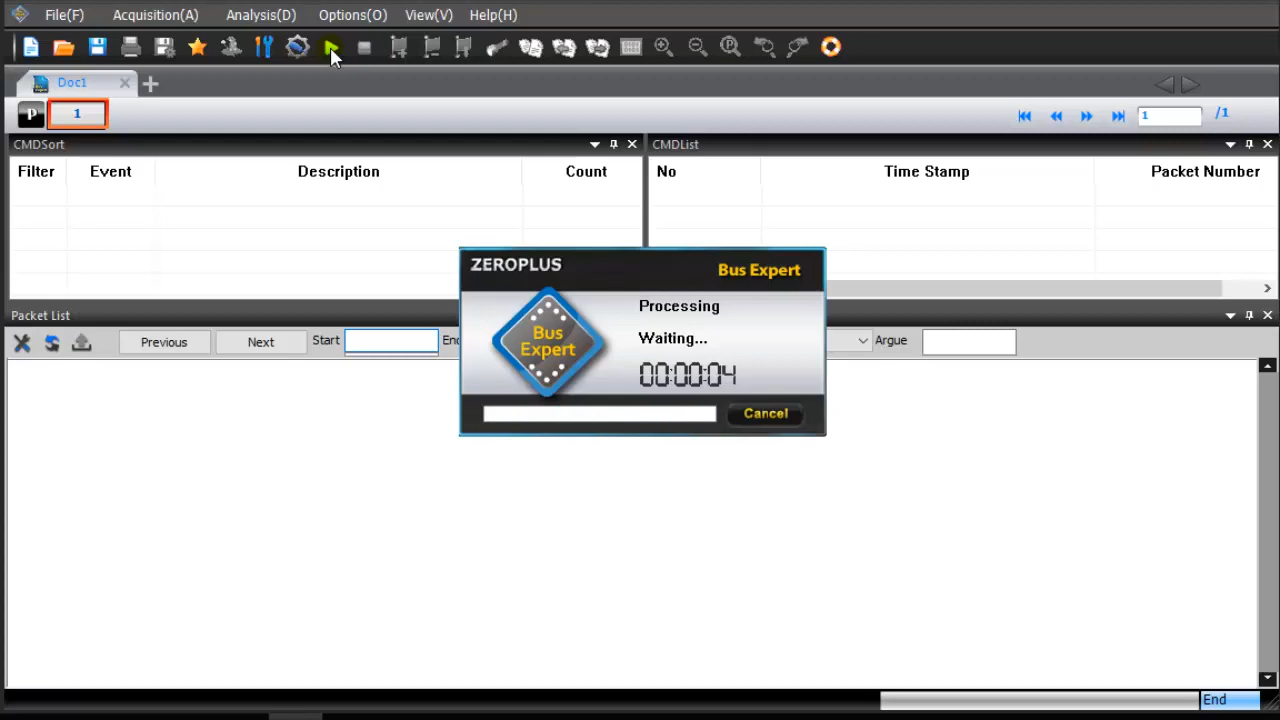 File(F) Acquisition(A) Analysis(D) Options(O) View(V) Help(H)
Doc1
P 1 1 /1
CMDSort CMDList
Filter Event Description Count No Time Stamp Packet Number
ZEROPLUS Bus Expert
Processing
Bus Expert
Waiting...
00:00:04
Cancel
Packet List
Previous Next Start Argue
End